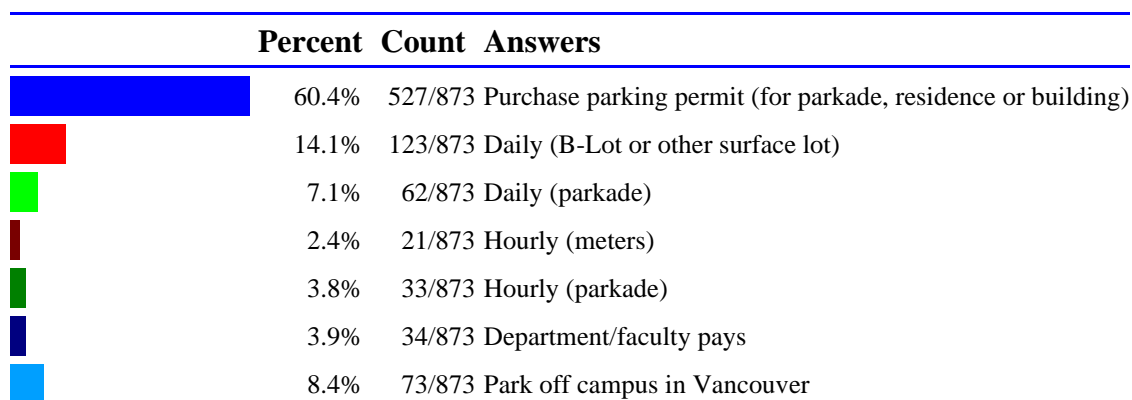 Percent Count Answers
60.4% 527/873 Purchase parking permit (for parkade, residence or building)
14.1% 123/873 Daily (B-Lot or other surface lot)
7.1% 62/873 Daily (parkade)
2.4% 21/873 Hourly (meters)
3.8% 33/873 Hourly (parkade)
3.9% 34/873 Department/faculty pays
8.4% 73/873 Park off campus in Vancouver